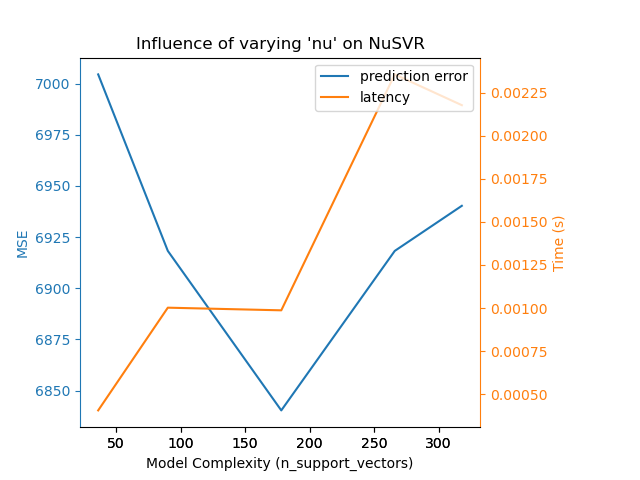 Influence of varying 'nu' on NuSVR
prediction error
latency
7000
6975
6950
6925
6900
6875
6850
MSE
0.00225
0.00200
0.00175
0.00150
0.00125
0.00100
0.00075
0.00050
Time (s)
50 100 150 200 250 300
Model Complexity (n_support_vectors)